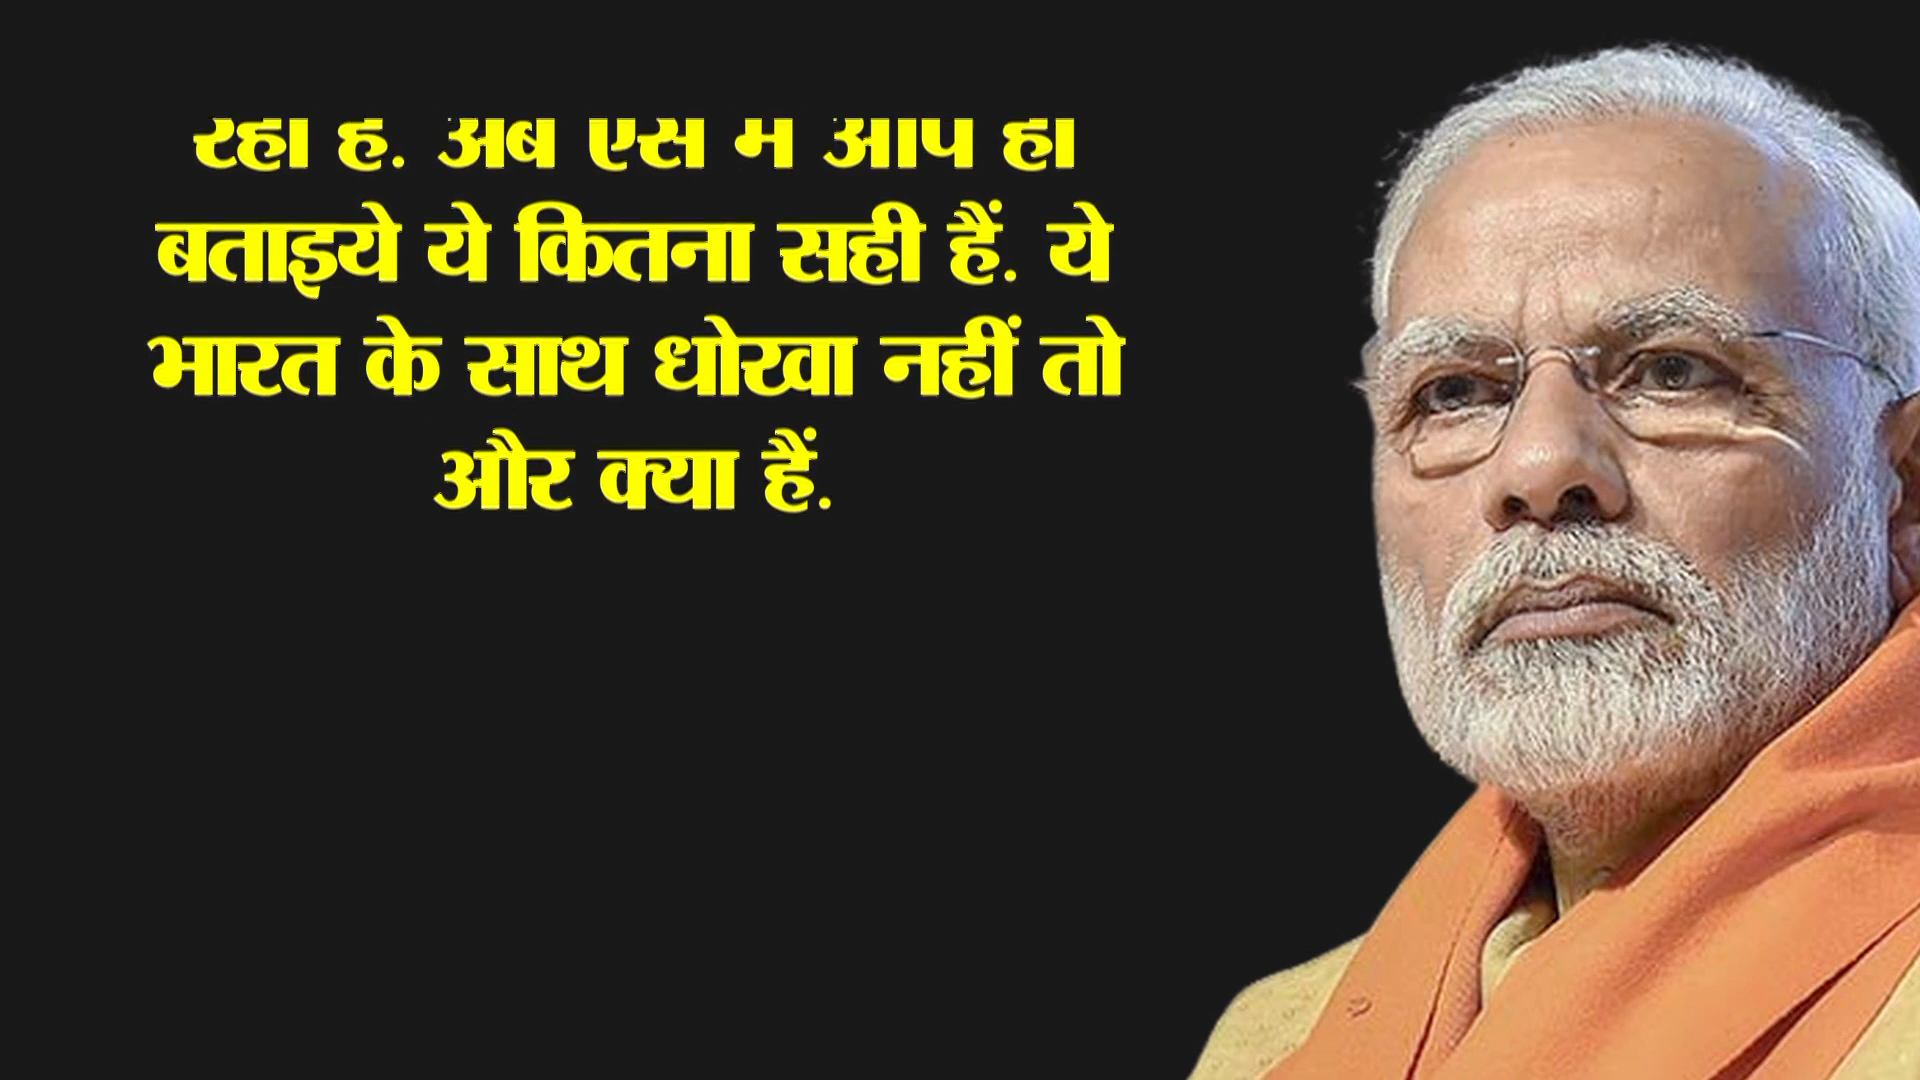 रहा है. अब ऐसे में आप ही
बताइये ये कितना सही हैं. ये
भारत के साथ धोखा नहीं तो
और क्या हैं.